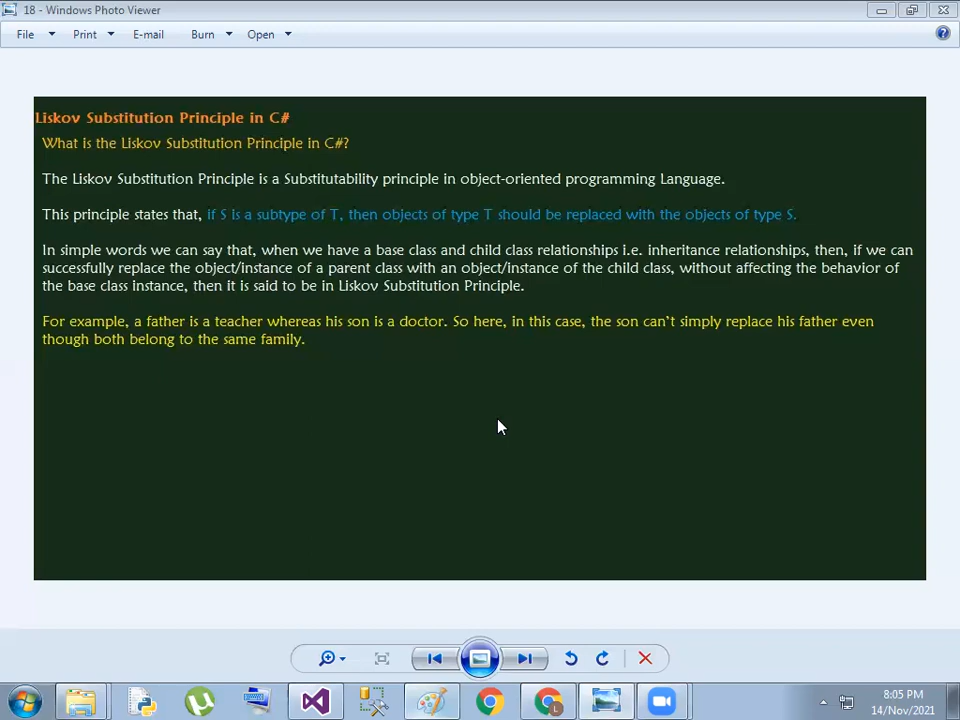 18 - Windows Photo Viewer
File Print E-mail Burn Open
Liskov Substitution Principle in C#
What is the Liskov Substitution Principle in C#?
The Liskov Substitution Principle is a Substitutability principle in object-oriented programming Language.
This principle states that, if S is a subtype of T, then objects of type T should be replaced with the objects of type S.
In simple words we can say that, when we have a base class and child class relationships i.e. inheritance relationships, then, if we can
successfully replace the object/instance of a parent class with an object/instance of the child class, without affecting the behavior of
the base class instance, then it is said to be in Liskov Substitution Principle.
For example, a father is a teacher whereas his son is a doctor. So here, in this case, the son can't simply replace his father even
though both belong to the same family.
8:05 PM
14/Nov/2021